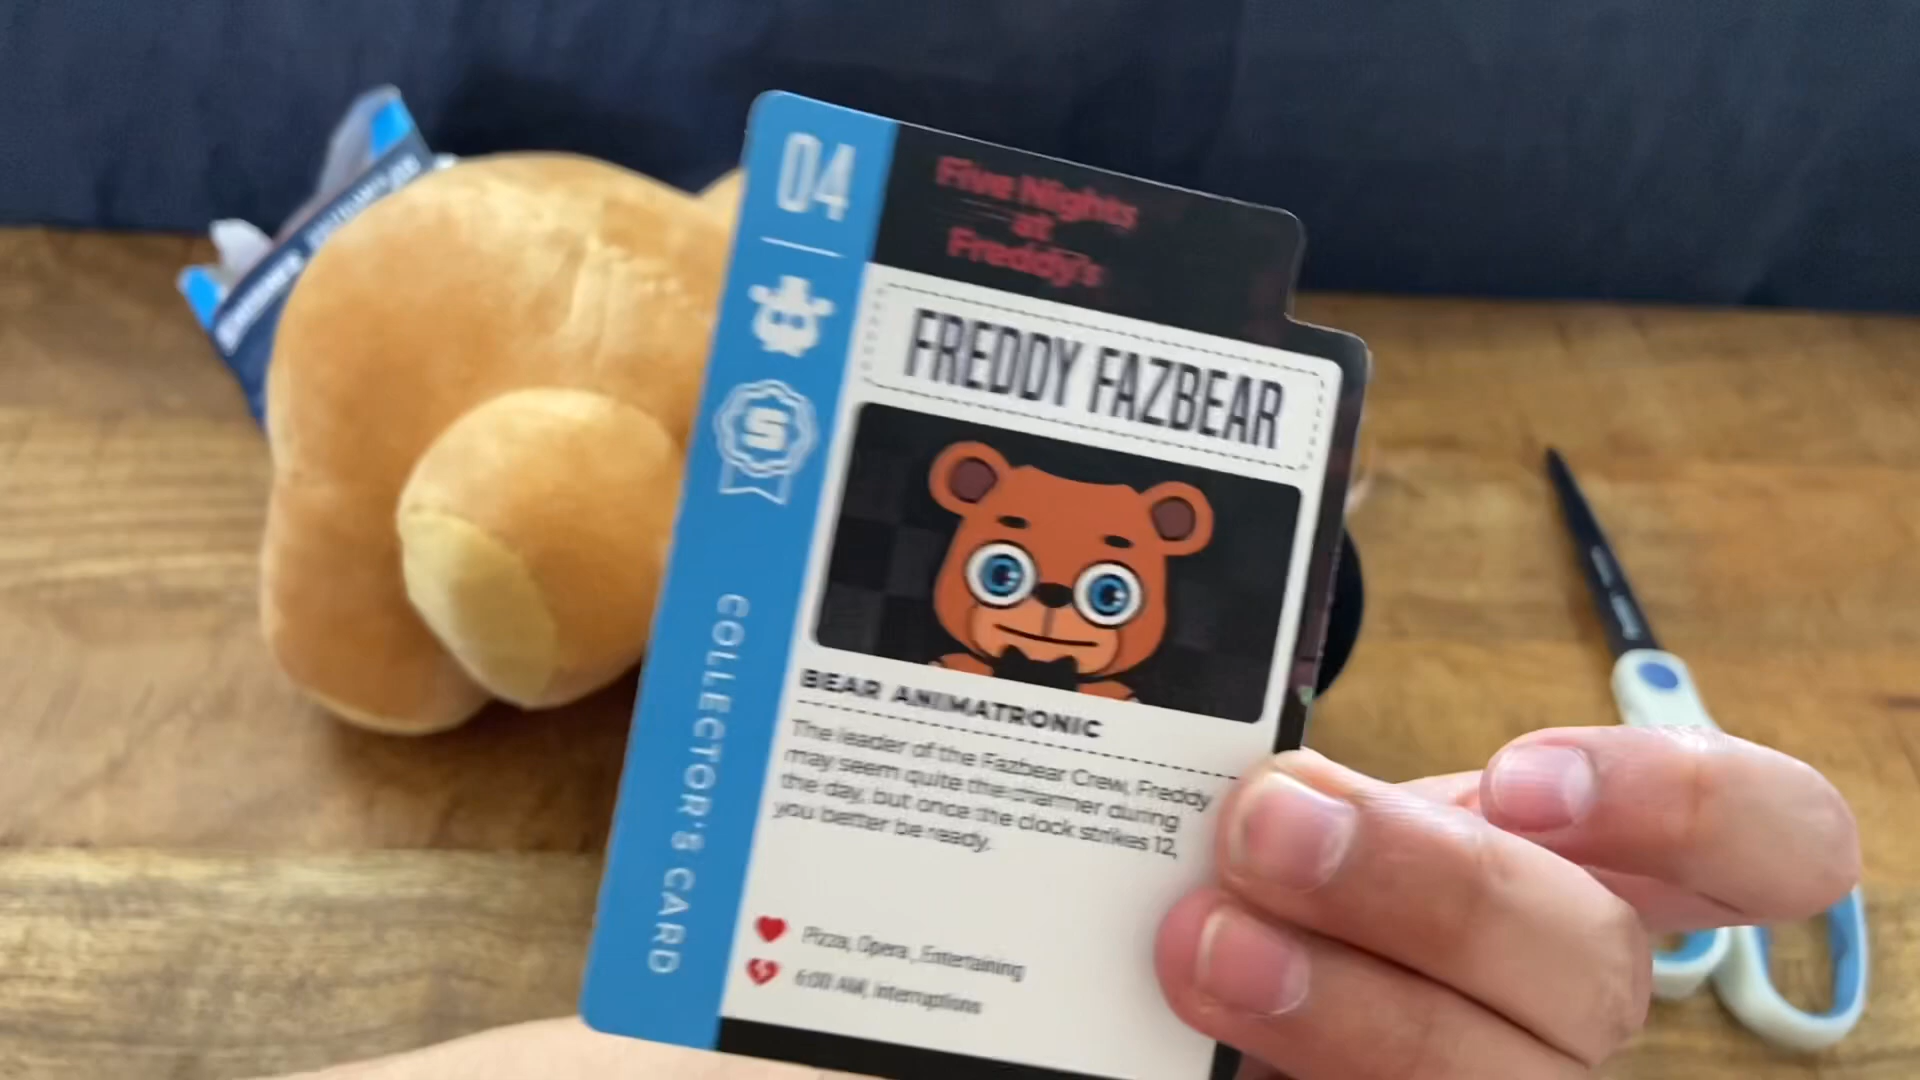 04
Five Nights
at
Freddy's
FREDDY FAZBEAR
S
BEAR ANIMATRONIC
The leader of the Fazbear Crew, Freddy
may seem quite the charmer during
the day, but once the clock strikes 12,
you better be ready.
Pizza, Opera , Entertaining
6:00 AM, Interruptions
COLLECTOR'S CARD